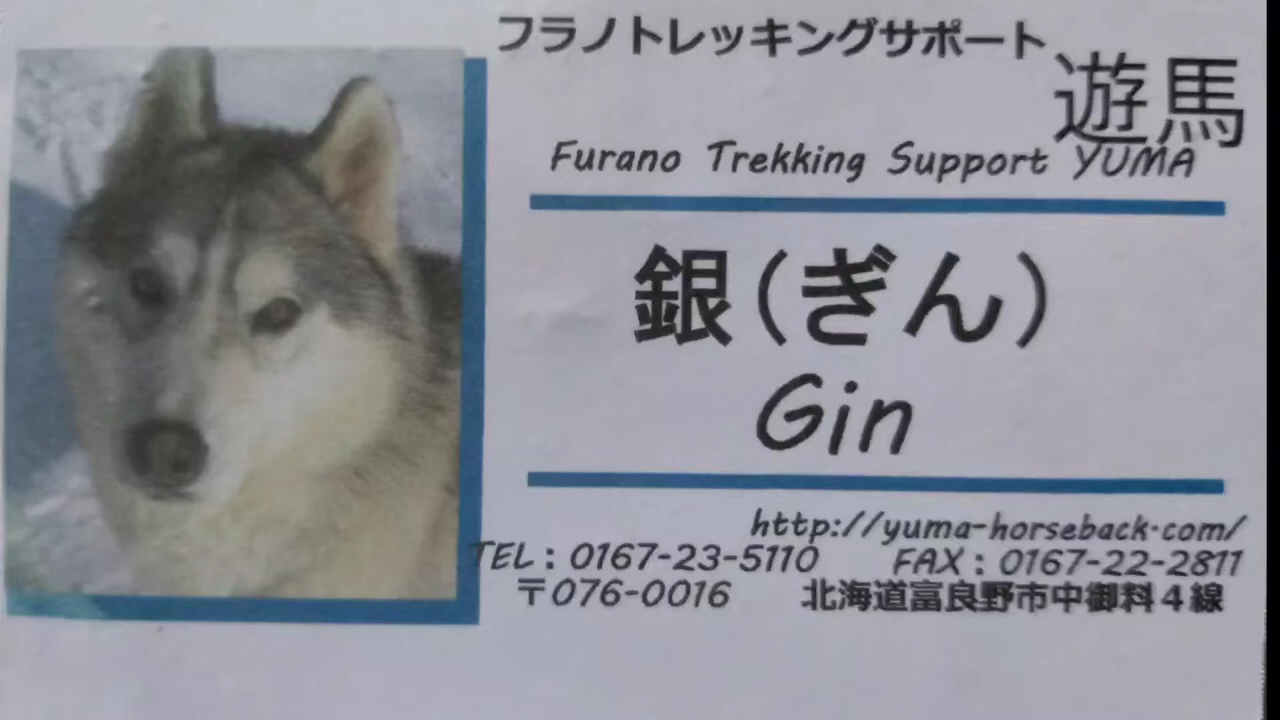 フラノトレッキングサポート 遊馬
Furano Trekking Support YUMA
銀（ぎん）
Gin
http://yuma-horseback.com/
TEL：0167-23-5110 FAX：0167-22-2811
〒076-0016 北海道富良野市中御料４線